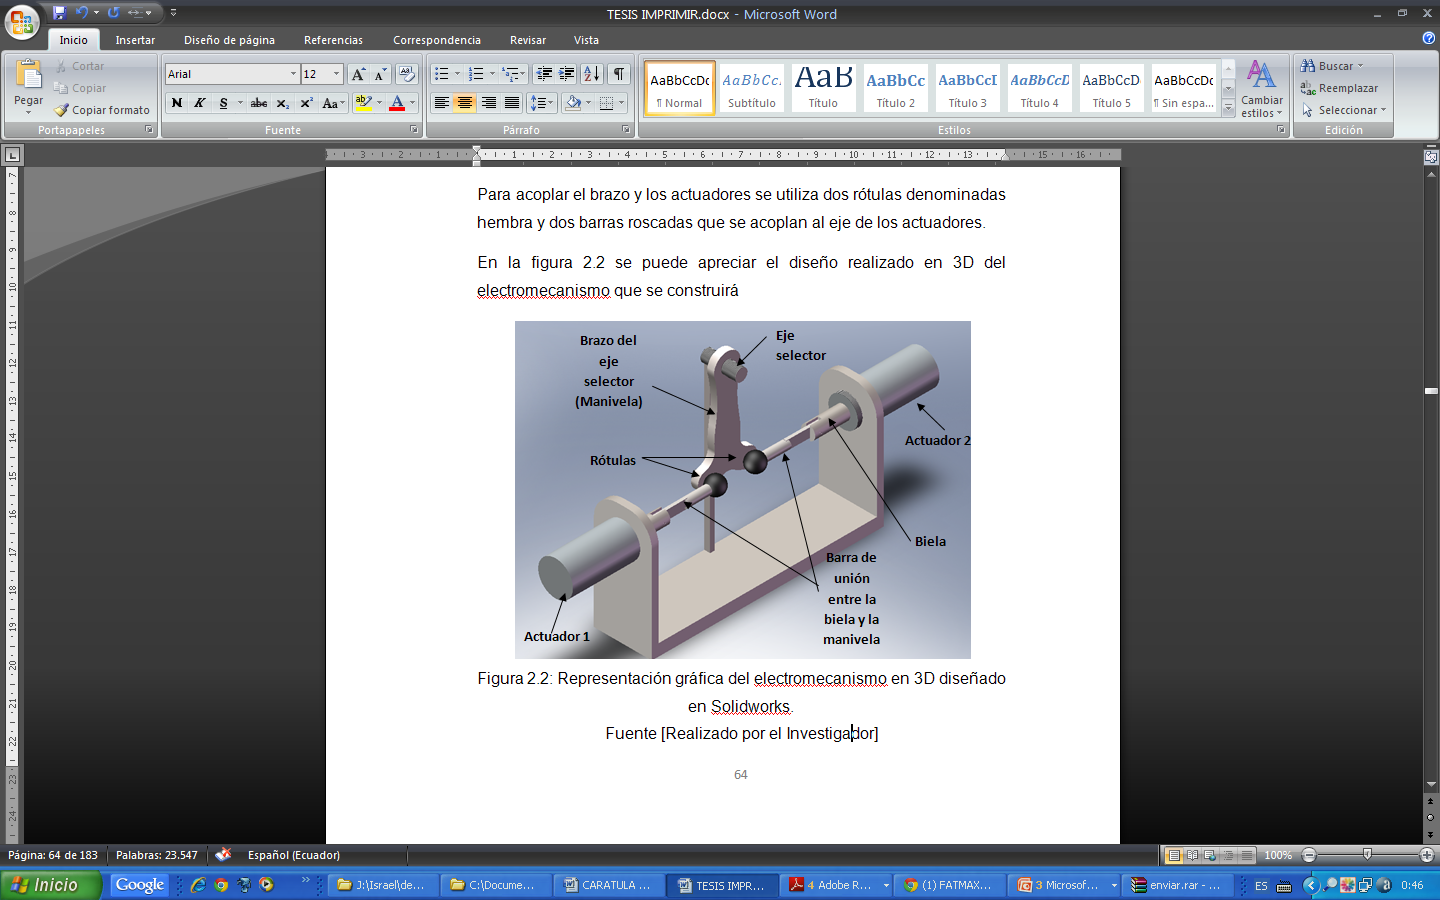 TESIS IMPRIMIR.docx - Microsoft Word
Inicio
Insertar
Diseño de página
Referencias
Correspondencia
Revisar
Vista
Pegar
Cortar
Copiar
Copiar formato
Portapapeles
Arial
12
Fuente
Párrafo
AaBbCcDc
¶ Normal
AaBbCc.
Subtítulo
AaB
Título
AaBbCc
Título 2
AaBbCcI
Título 3
AaBbCcD
Título 4
AaBbCcD
Título 5
AaBbCcDc
¶ Sin espa...
Cambiar
estilos
Estilos
Buscar
Reemplazar
Seleccionar
Edición
Para acoplar el brazo y los actuadores se utiliza dos rótulas denominadas
hembra y dos barras roscadas que se acoplan al eje de los actuadores.
En la figura 2.2 se puede apreciar el diseño realizado en 3D del
electromecanismo que se construirá
Brazo del
eje
selector
(Manivela)
Eje
selector
Actuador 2
Rótulas
Biela
Barra de
unión
entre la
biela y la
manivela
Actuador 1
Figura 2.2: Representación gráfica del electromecanismo en 3D diseñado
en Solidworks.
Fuente [Realizado por el Investigador]
64
Página: 64 de 183
Palabras: 23.547
Español (Ecuador)
100%
Inicio
Google
J:\Israel\de...
C:\Docume...
CARATULA ...
TESIS IMPR...
4 Adobe R...
(1) FATMAX...
3 Microsof...
enviar.rar - ...
ES
0:46